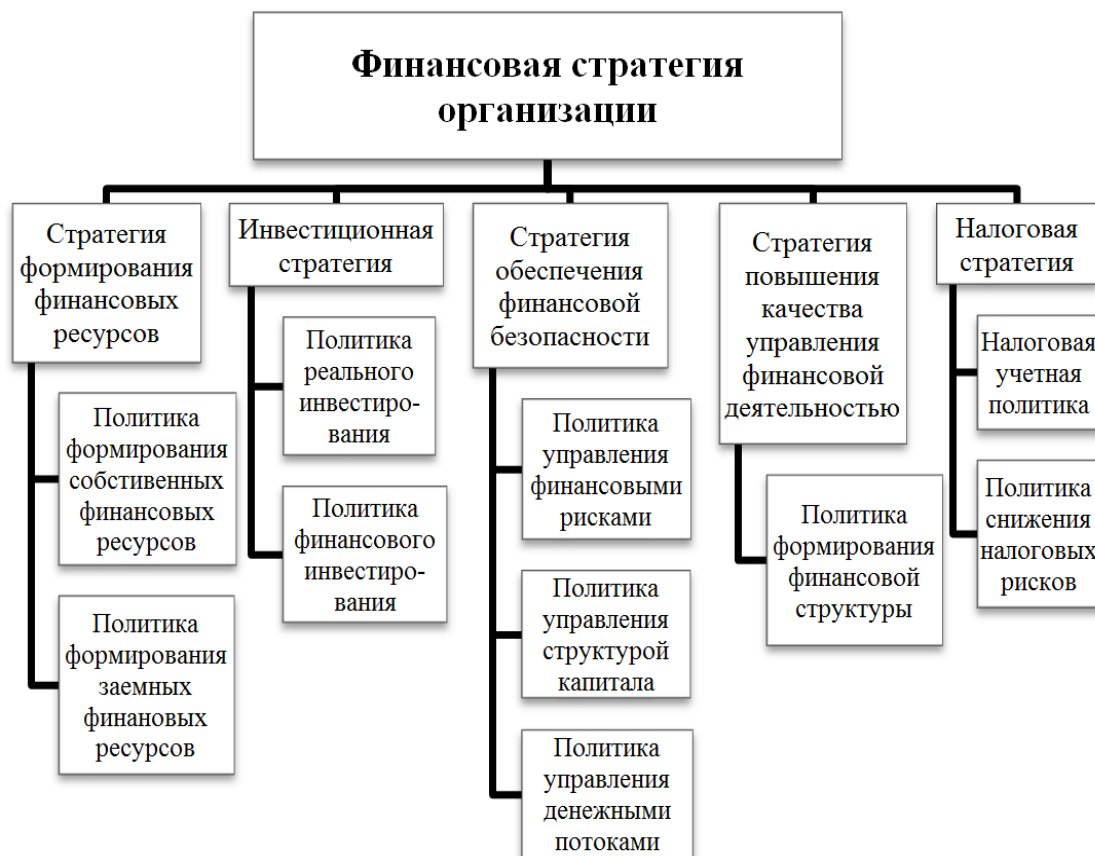 Финансовая стратегия
организации
Стратегия
формирования
финансовых
ресурсов
Политика
формирования
собстивенных
финансовых
ресурсов
Политика
формирования
заемных
финановых
ресурсов
Инвестиционная
стратегия
Политика
реального
инвестиро-
вания
Политика
финансового
инвестиро-
вания
Стратегия
обеспечения
финансовой
безопасности
Политика
управления
финансовыми
рисками
Политика
управления
структурой
капитала
Политика
управления
денежными
потоками
Стратегия
повышения
качества
управления
финансовой
деятельностью
Политика
формирования
финансовой
структуры
Налоговая
стратегия
Налоговая
учетная
политика
Политика
снижения
налоговых
рисков